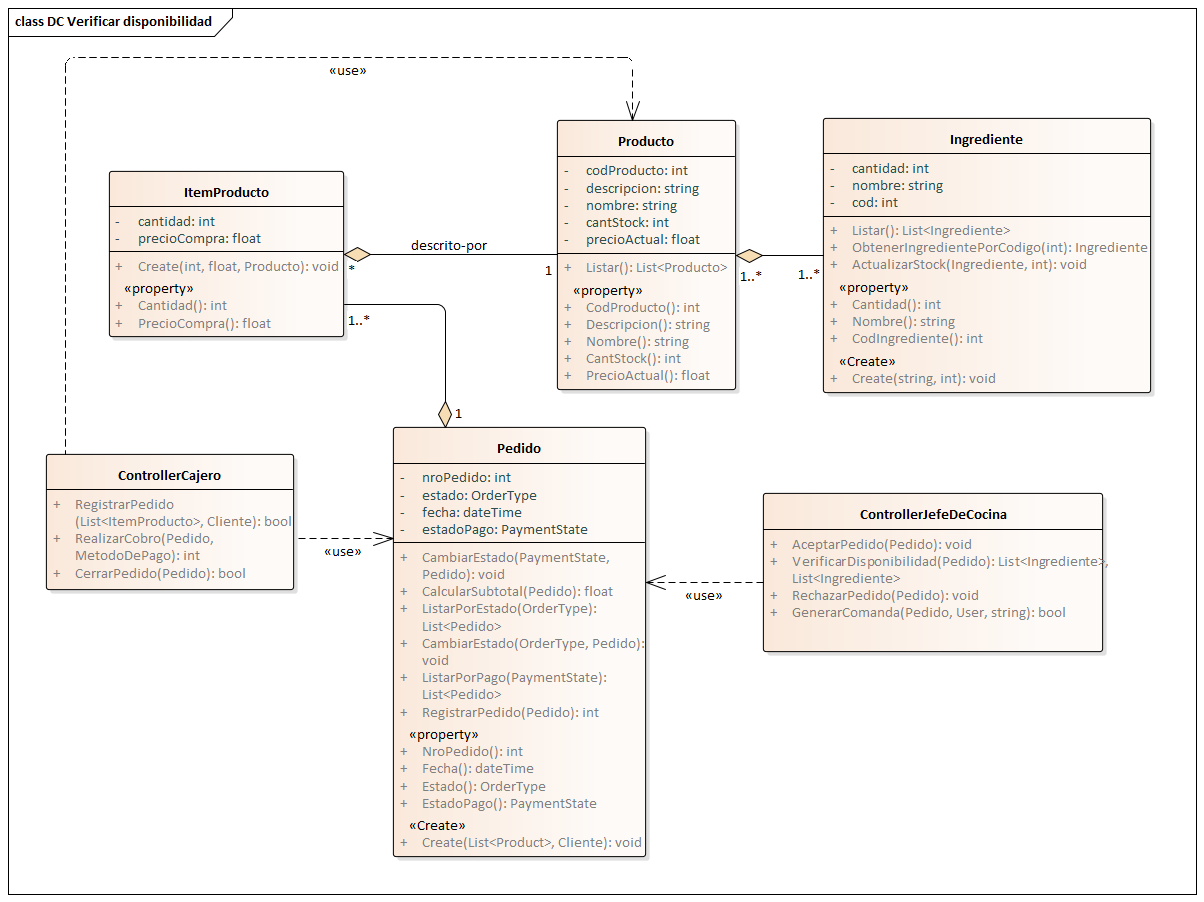 class DC Verificar disponibilidad
«use»
Producto
- codProducto: int
- descripcion: string
- nombre: string
- cantStock: int
- precioActual: float
+ Listar(): List<Producto>
«property»
+ CodProducto(): int
+ Descripcion(): string
+ Nombre(): string
+ CantStock(): int
+ PrecioActual(): float
Ingrediente
- cantidad: int
- nombre: string
- cod: int
+ Listar(): List<Ingrediente>
+ ObtenerIngredientePorCodigo(int): Ingrediente
+ ActualizarStock(Ingrediente, int): void
«property»
+ Cantidad(): int
+ Nombre(): string
+ CodIngrediente(): int
«Create»
+ Create(string, int): void
ItemProducto
- cantidad: int
- precioCompra: float
+ Create(int, float, Producto): void
«property»
+ Cantidad(): int
+ PrecioCompra(): float
descrito-por
*
1
1..*
1..*
1..*
1
Pedido
- nroPedido: int
- estado: OrderType
- fecha: dateTime
- estadoPago: PaymentState
+ CambiarEstado(PaymentState,
Pedido): void
+ CalcularSubtotal(Pedido): float
+ ListarPorEstado(OrderType):
List<Pedido>
+ CambiarEstado(OrderType, Pedido):
void
+ ListarPorPago(PaymentState):
List<Pedido>
+ RegistrarPedido(Pedido): int
«property»
+ NroPedido(): int
+ Fecha(): dateTime
+ Estado(): OrderType
+ EstadoPago(): PaymentState
«Create»
+ Create(List<Product>, Cliente): void
ControllerCajero
+ RegistrarPedido
(List<ItemProducto>, Cliente): bool
+ RealizarCobro(Pedido,
MetodoDePago): int
+ CerrarPedido(Pedido): bool
«use»
ControllerJefeDeCocina
+ AceptarPedido(Pedido): void
+ VerificarDisponibilidad(Pedido): List<Ingrediente>,
List<Ingrediente>
+ RechazarPedido(Pedido): void
+ GenerarComanda(Pedido, User, string): bool
«use»